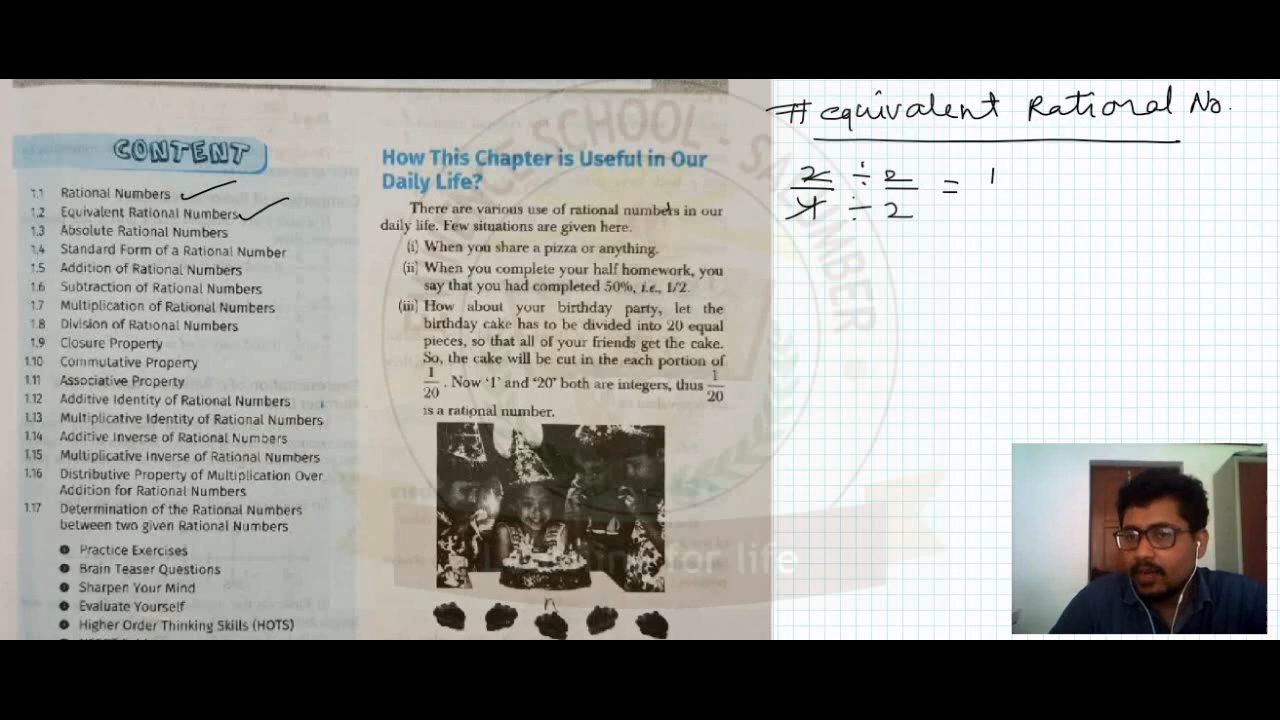 CONTENT
1.1 Rational Numbers
1.2 Equivalent Rational Numbers
1.3 Absolute Rational Numbers
1.4 Standard Form of a Rational Number
1.5 Addition of Rational Numbers
1.6 Subtraction of Rational Numbers
1.7 Multiplication of Rational Numbers
1.8 Division of Rational Numbers
1.9 Closure Property
1.10 Commutative Property
1.11 Associative Property
1.12 Additive Identity of Rational Numbers
1.13 Multiplicative Identity of Rational Numbers
1.14 Additive Inverse of Rational Numbers
1.15 Multiplicative Inverse of Rational Numbers
1.16 Distributive Property of Multiplication Over
Addition for Rational Numbers
1.17 Determination of the Rational Numbers
between two given Rational Numbers
Practice Exercises
Brain Teaser Questions
Sharpen Your Mind
Evaluate Yourself
Higher Order Thinking Skills (HOTS)
How This Chapter is Useful in Our
Daily Life?
There are various use of rational numbers in our
daily life. Few situations are given here.
(i) When you share a pizza or anything.
(ii) When you complete your half homework, you
say that you had completed 50%, i.e., 1/2.
(iii) How about your birthday party, let the
birthday cake has to be divided into 20 equal
pieces, so that all of your friends get the cake.
So, the cake will be cut in the each portion of
1/20. Now '1' and '20' both are integers, thus 1/20
is a rational number.
# equivalent Rational No.
2 ÷ 2 = 1
4 ÷ 2
SCHOOL
for life